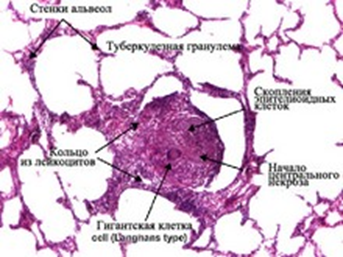 Стенки альвеол
Туберкулезная гранулема
Скопления
эпителиоидных
клеток
Кольцо
из лейкоцитов
Начало
центрального
некроза
Гигантская клетка
cell (Langhans type)